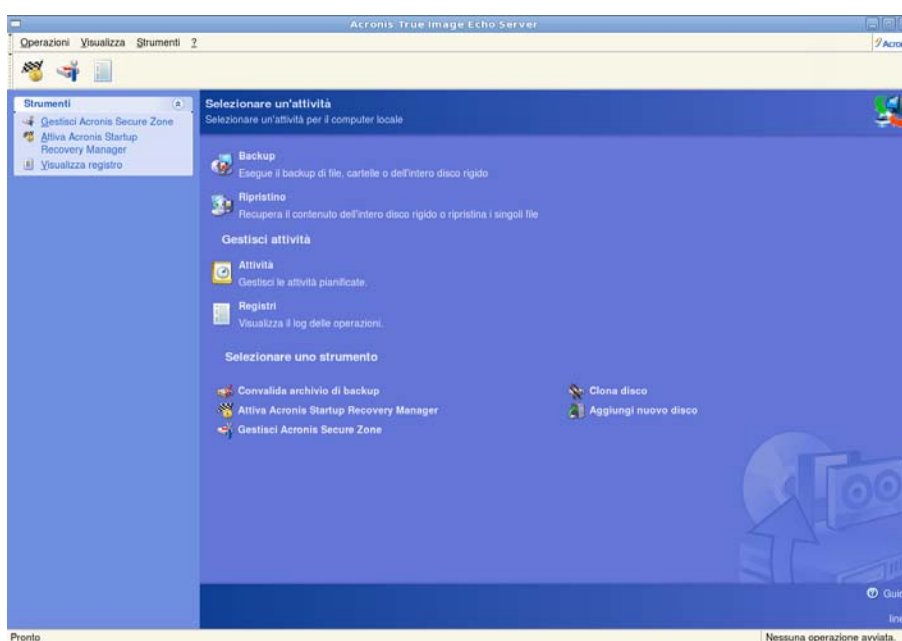 Acronis True Image Echo Server
Operazioni Visualizza Strumenti ?
Strumenti
Gestisci Acronis Secure Zone
Attiva Acronis Startup
Recovery Manager
Visualizza registro
Selezionare un'attività
Selezionare un'attività per il computer locale
Backup
Esegue il backup di file, cartelle o dell'intero disco rigido
Ripristino
Recupera il contenuto dell'intero disco rigido o ripristina i singoli file
Gestisci attività
Attività
Gestisci le attività pianificate.
Registri
Visualizza il log delle operazioni.
Selezionare uno strumento
Convalida archivio di backup
Attiva Acronis Startup Recovery Manager
Gestisci Acronis Secure Zone
Clona disco
Aggiungi nuovo disco
Pronto
Nessuna operazione avviata.